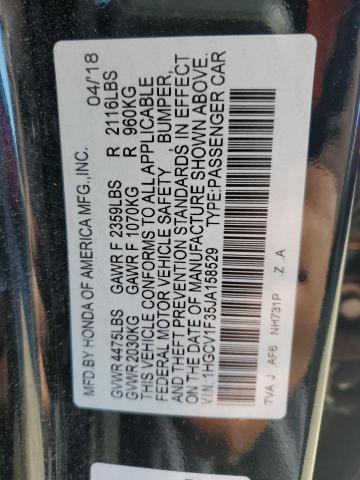 MFD.BY HONDA OF AMERICA MFG.,INC. 04/'18
GVWR 4475LBS GAWR F 2359LBS R 2116LBS
GVWR 2030KG GAWR F 1070KG R 960KG
THIS VEHICLE CONFORMS TO ALL APPLICABLE
FEDERAL MOTOR VEHICLE SAFETY , BUMPER,
AND THEFT PREVENTION STANDARDS IN EFFECT
ON THE DATE OF MANUFACTURE SHOWN ABOVE.
V.I.N. 1HGCV1F35JA158529 TYPE:PASSENGER CAR
TVA J AF6 NH731P .Z .A